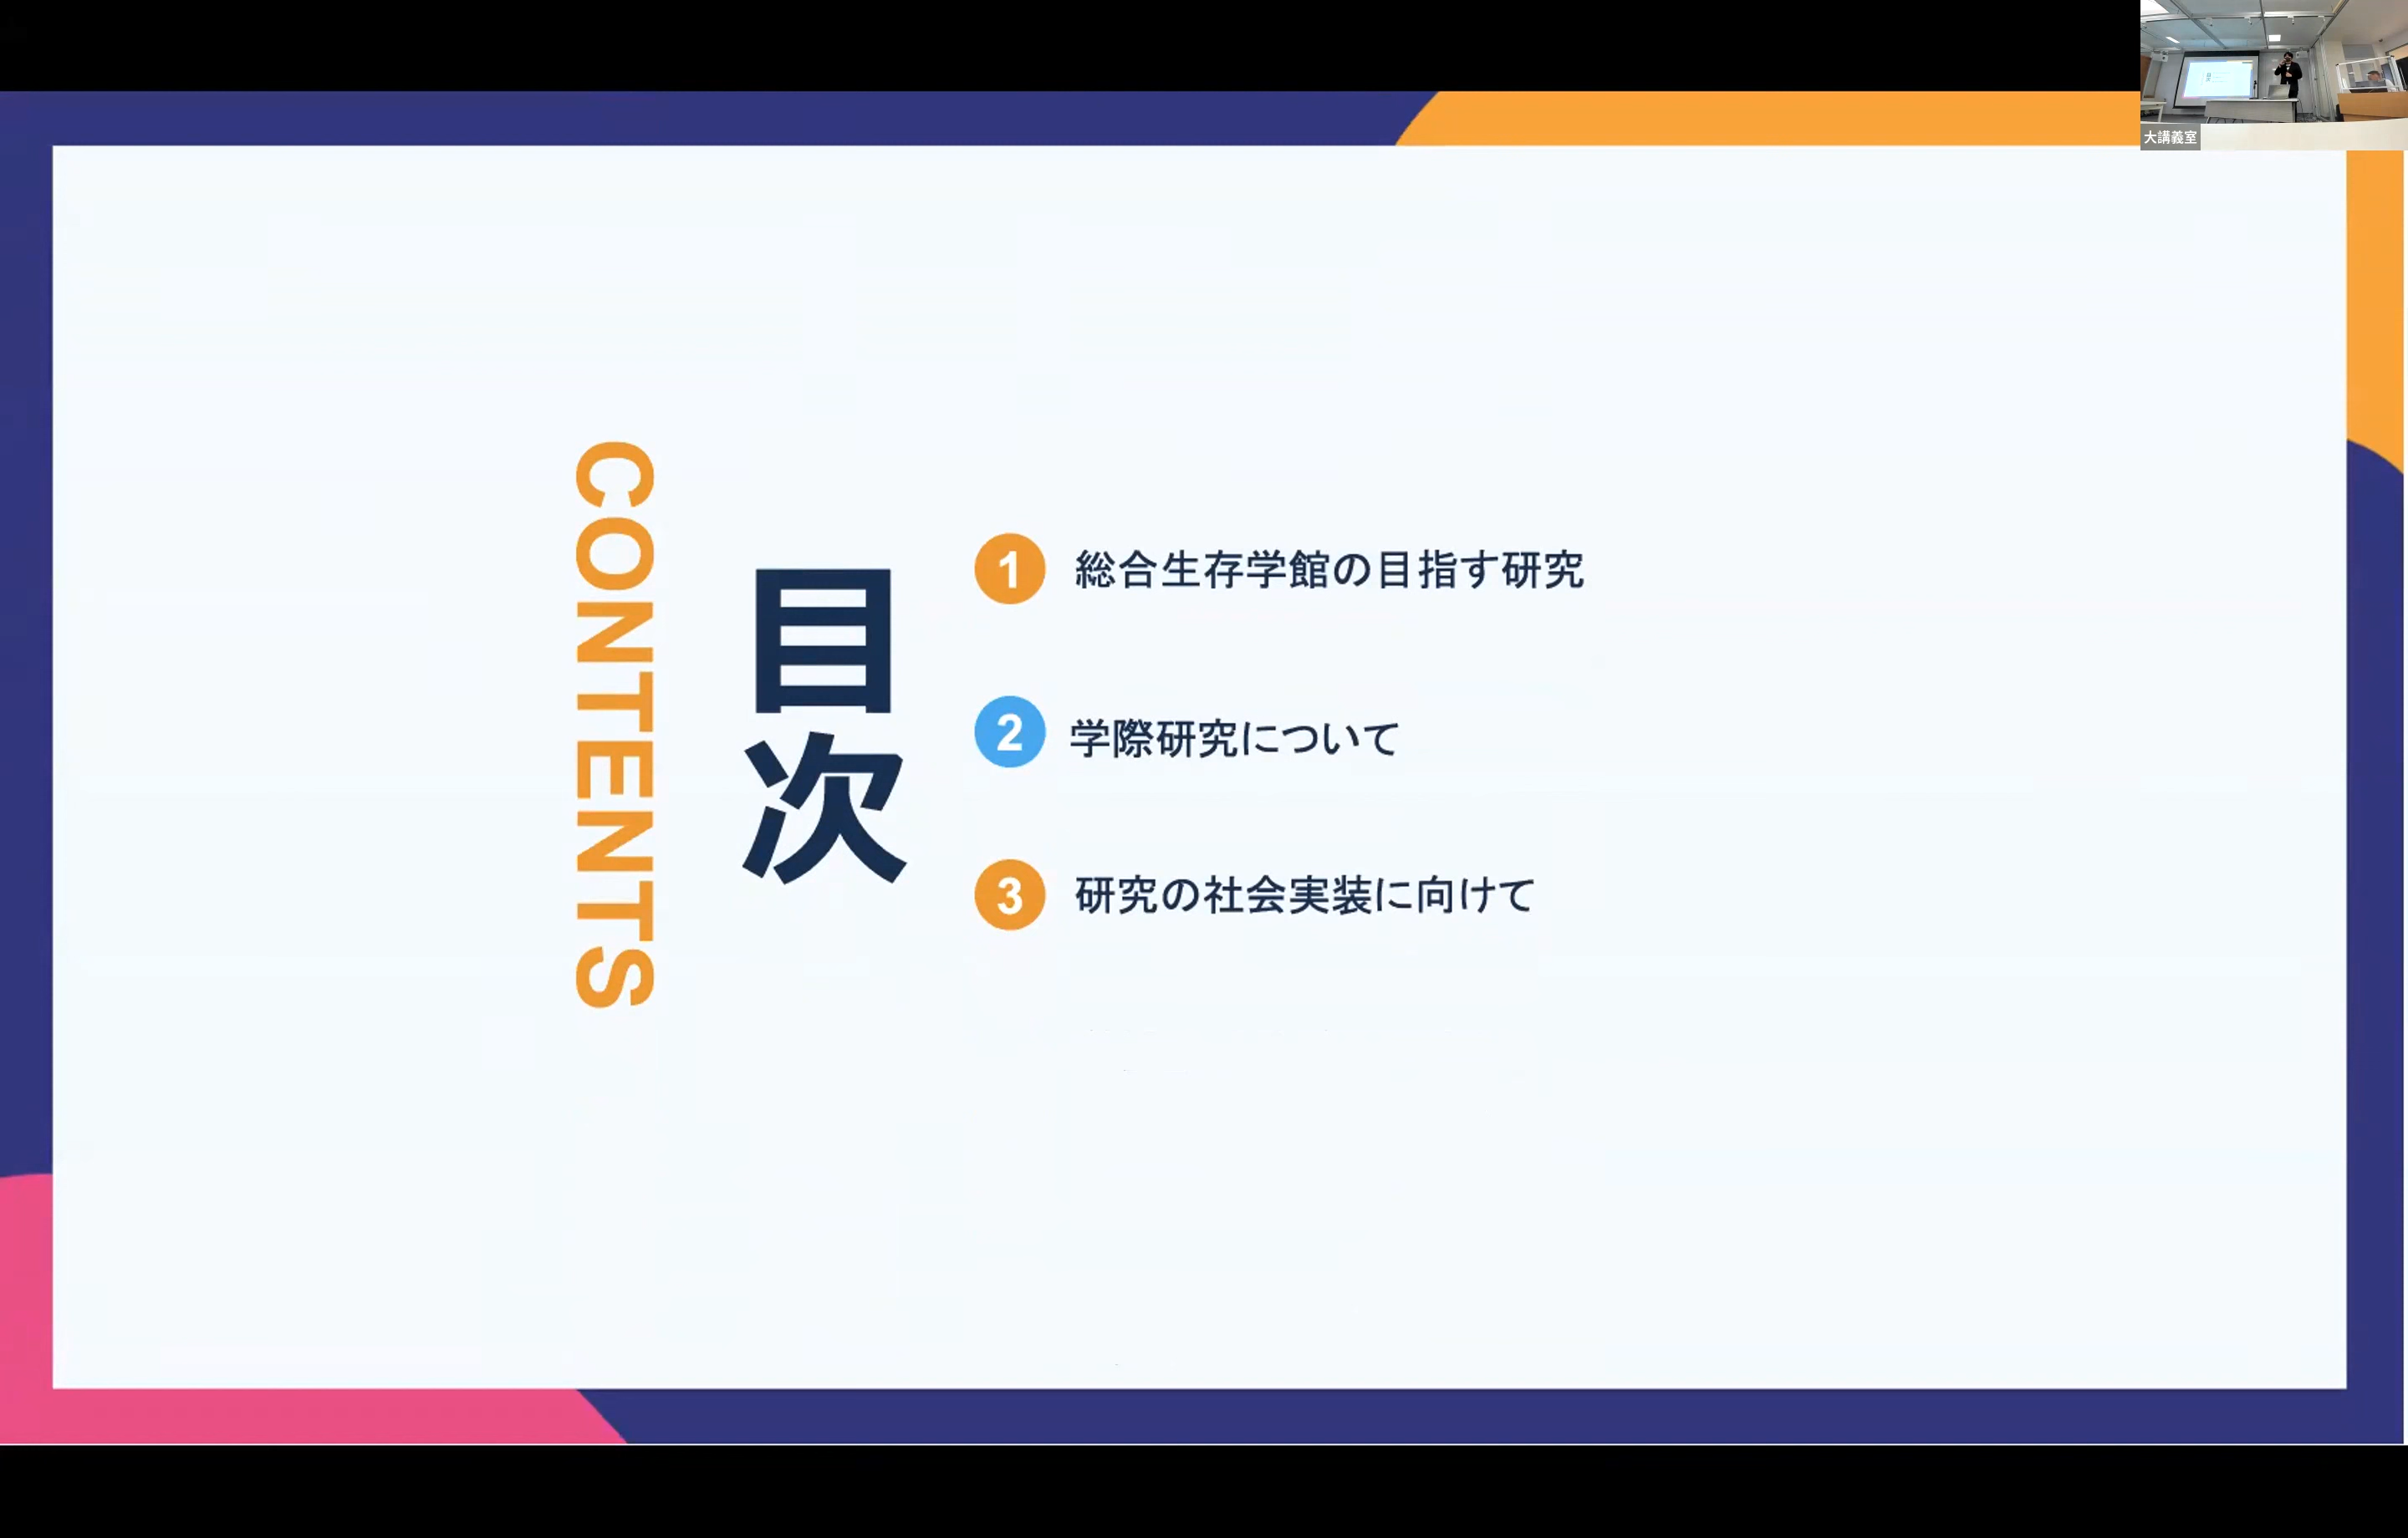 大講義室
CONTENTS
目次
1 総合生存学館の目指す研究
2 学際研究について
3 研究の社会実装に向けて